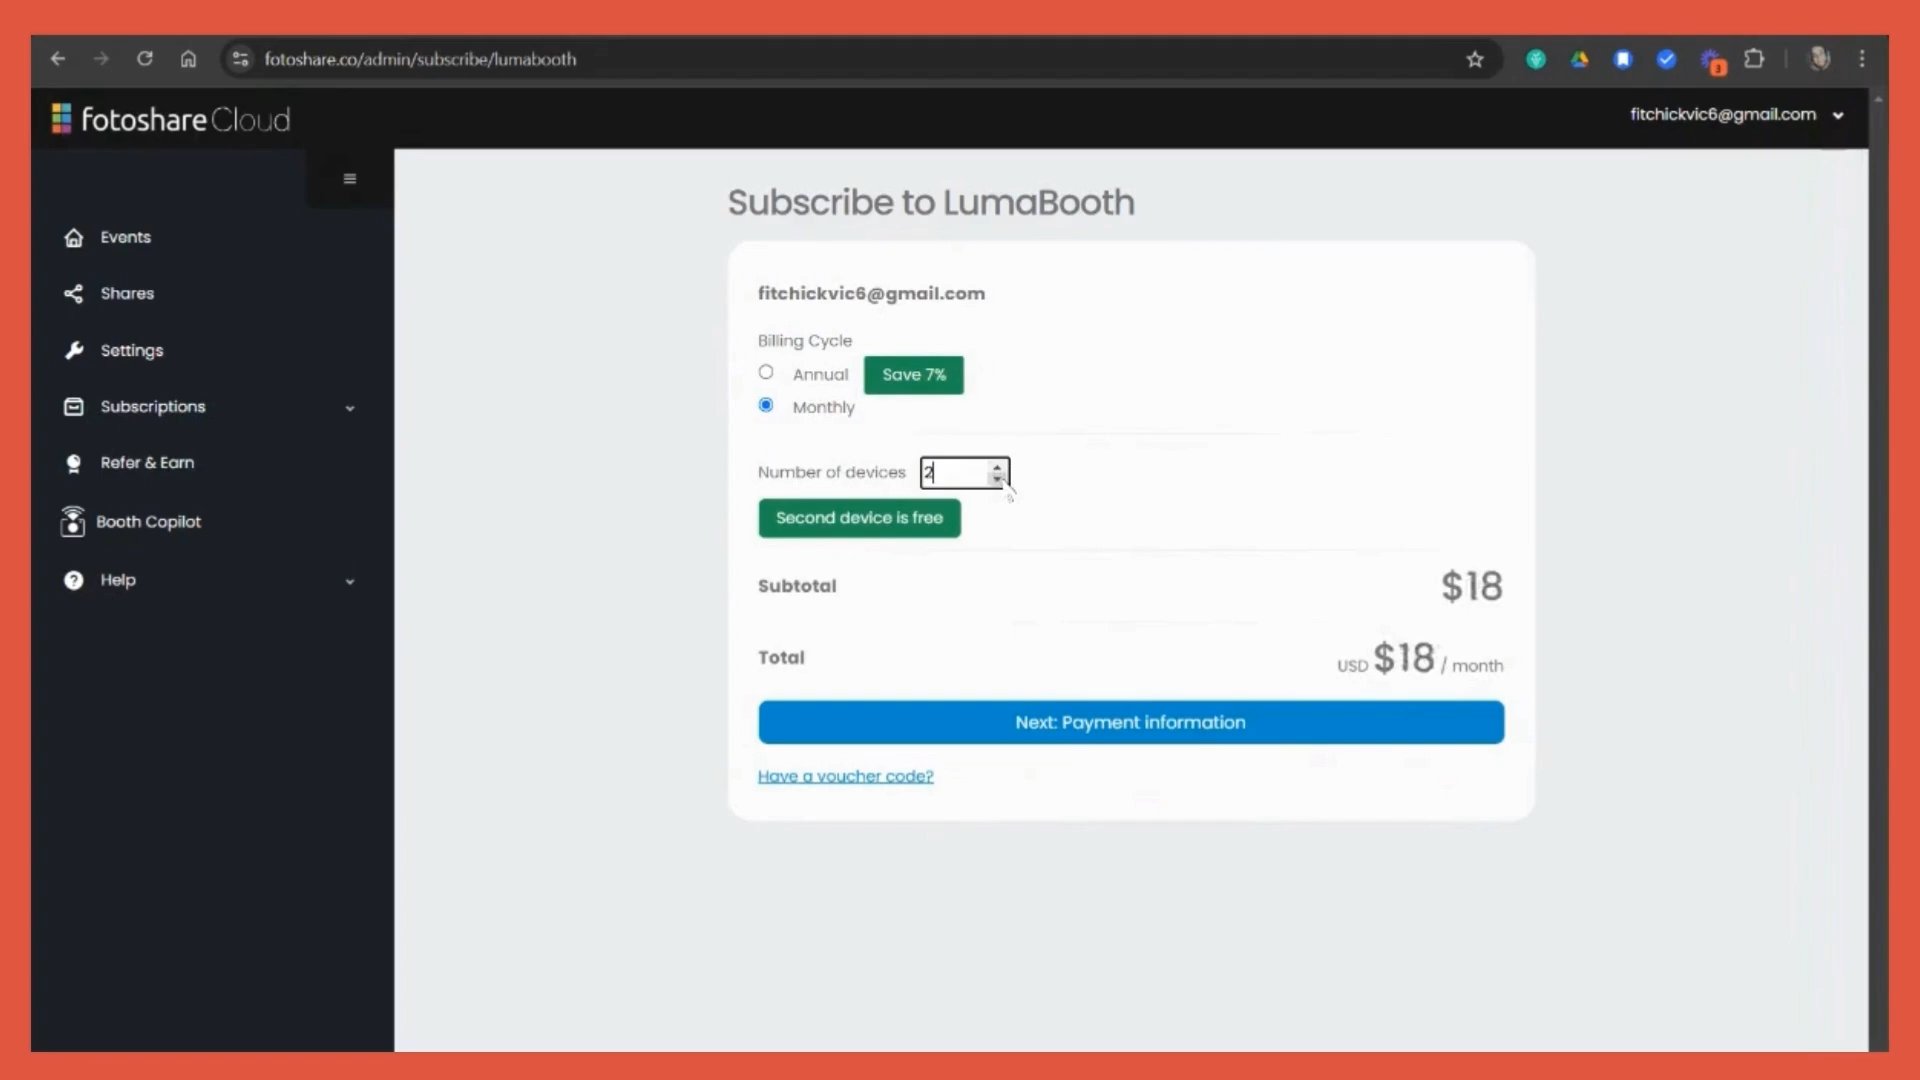 fotoshare.co/admin/subscribe/lumabooth
3
fotoshare Cloud
fitchickvic6@gmail.com
Events
Shares
Settings
Subscriptions
Refer & Earn
Booth Copilot
Help
Subscribe to LumaBooth
fitchickvic6@gmail.com
Billing Cycle
Annual Save 7%
Monthly
Number of devices 2
Second device is free
Subtotal $18
Total USD $18 / month
Next: Payment information
Have a voucher code?